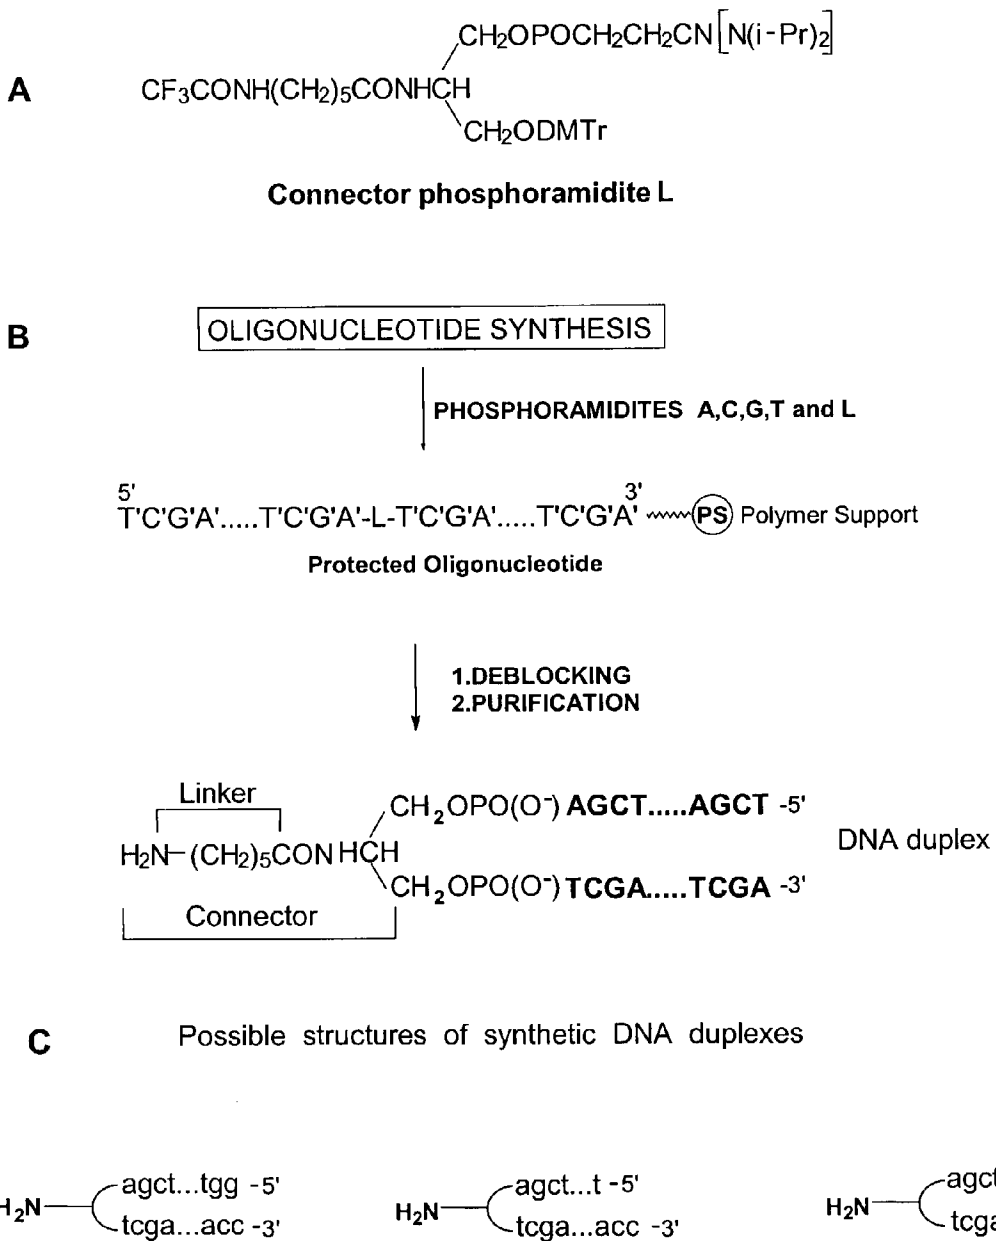 A
CH₂OPOCH₂CH₂CN[N(i-Pr)₂]
CF₃CONH(CH₂)₅CONHCH
CH₂ODMTr
Connector phosphoramidite L
B
OLIGONUCLEOTIDE SYNTHESIS
PHOSPHORAMIDITES A,C,G,T and L
5' 3'
T'C'G'A'.....T'C'G'A'-L-T'C'G'A'.....T'C'G'A' PS Polymer Support
Protected Oligonucleotide
1.DEBLOCKING
2.PURIFICATION
Linker
CH₂OPO(O⁻) AGCT.....AGCT -5'
H₂N-(CH₂)₅CONHCH
DNA duplex
CH₂OPO(O⁻) TCGA.....TCGA -3'
Connector
C Possible structures of synthetic DNA duplexes
agct...tgg -5' agct...t -5' agct
H₂N H₂N H₂N
tcga...acc -3' tcga...acc -3' tcga